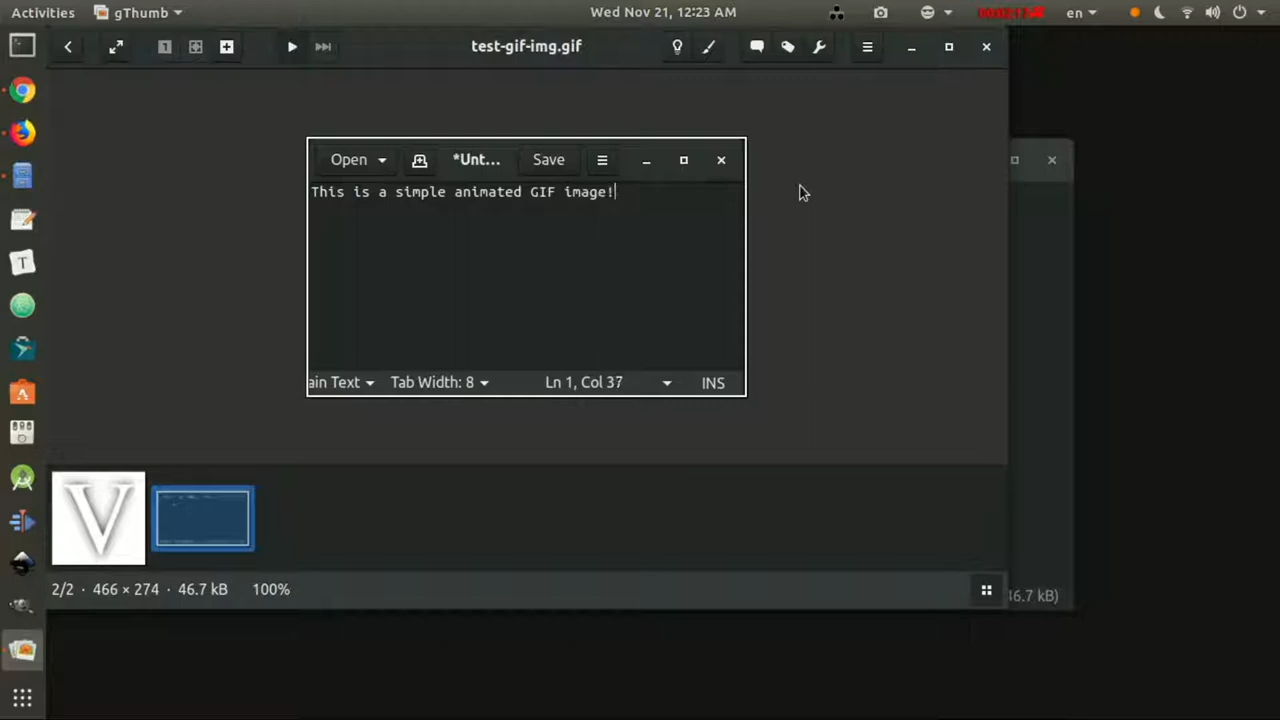 Activities gThumb Wed Nov 21, 12:23 AM en
test-gif-img.gif
Open *Unt... Save
This is a simple animated GIF image!
ain Text Tab Width: 8 Ln 1, Col 37 INS
V
2/2 · 466 × 274 · 46.7 kB 100%
46.7 kB)